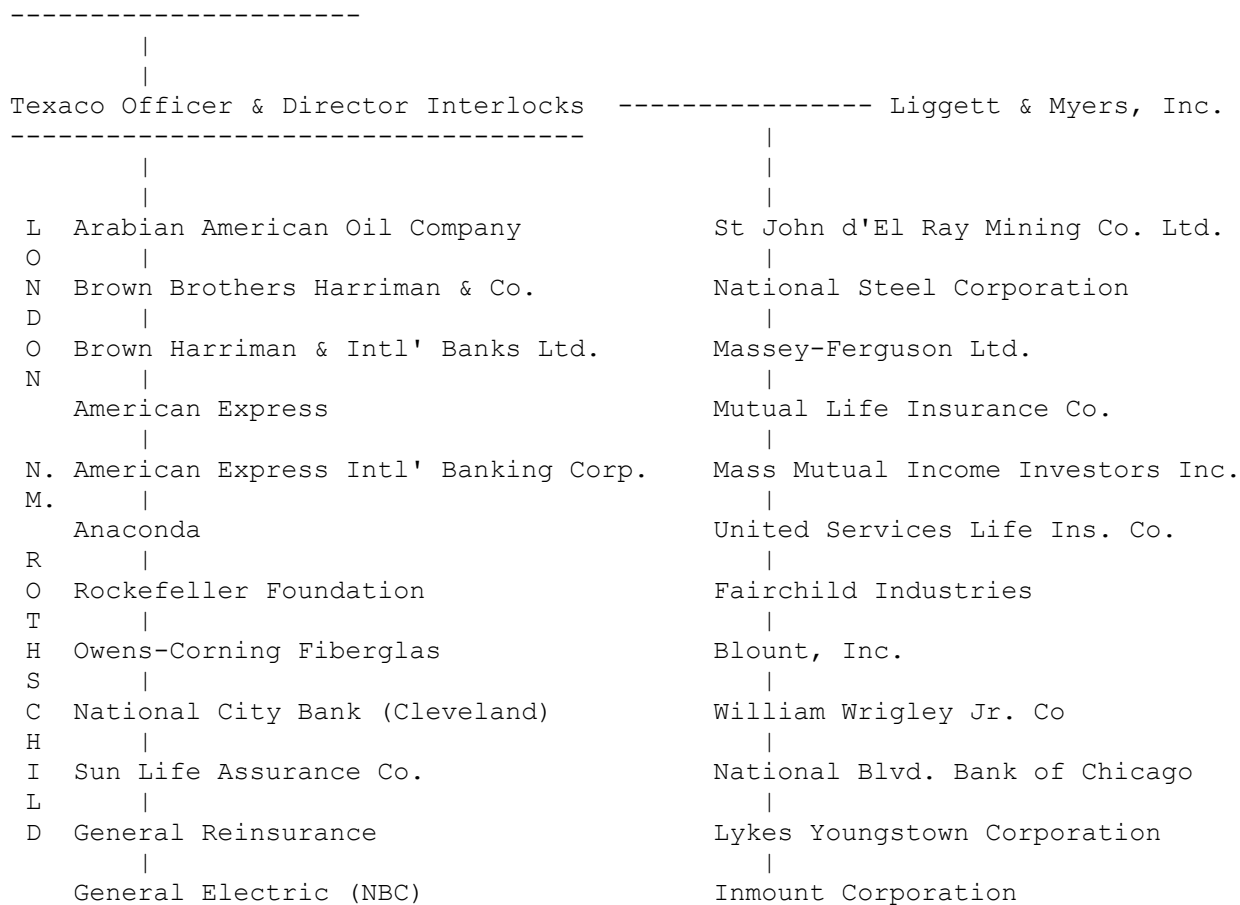 ----------------------
|
|
Texaco Officer & Director Interlocks ---------------- Liggett & Myers, Inc.
------------------------------------ |
| |
| |
L Arabian American Oil Company St John d'El Ray Mining Co. Ltd.
O | |
N Brown Brothers Harriman & Co. National Steel Corporation
D | |
O Brown Harriman & Intl' Banks Ltd. Massey-Ferguson Ltd.
N | |
American Express Mutual Life Insurance Co.
| |
N. American Express Intl' Banking Corp. Mass Mutual Income Investors Inc.
M. | |
Anaconda United Services Life Ins. Co.
R | |
O Rockefeller Foundation Fairchild Industries
T | |
H Owens-Corning Fiberglas Blount, Inc.
S | |
C National City Bank (Cleveland) William Wrigley Jr. Co
H | |
I Sun Life Assurance Co. National Blvd. Bank of Chicago
L | |
D General Reinsurance Lykes Youngstown Corporation
| |
General Electric (NBC) Inmount Corporation